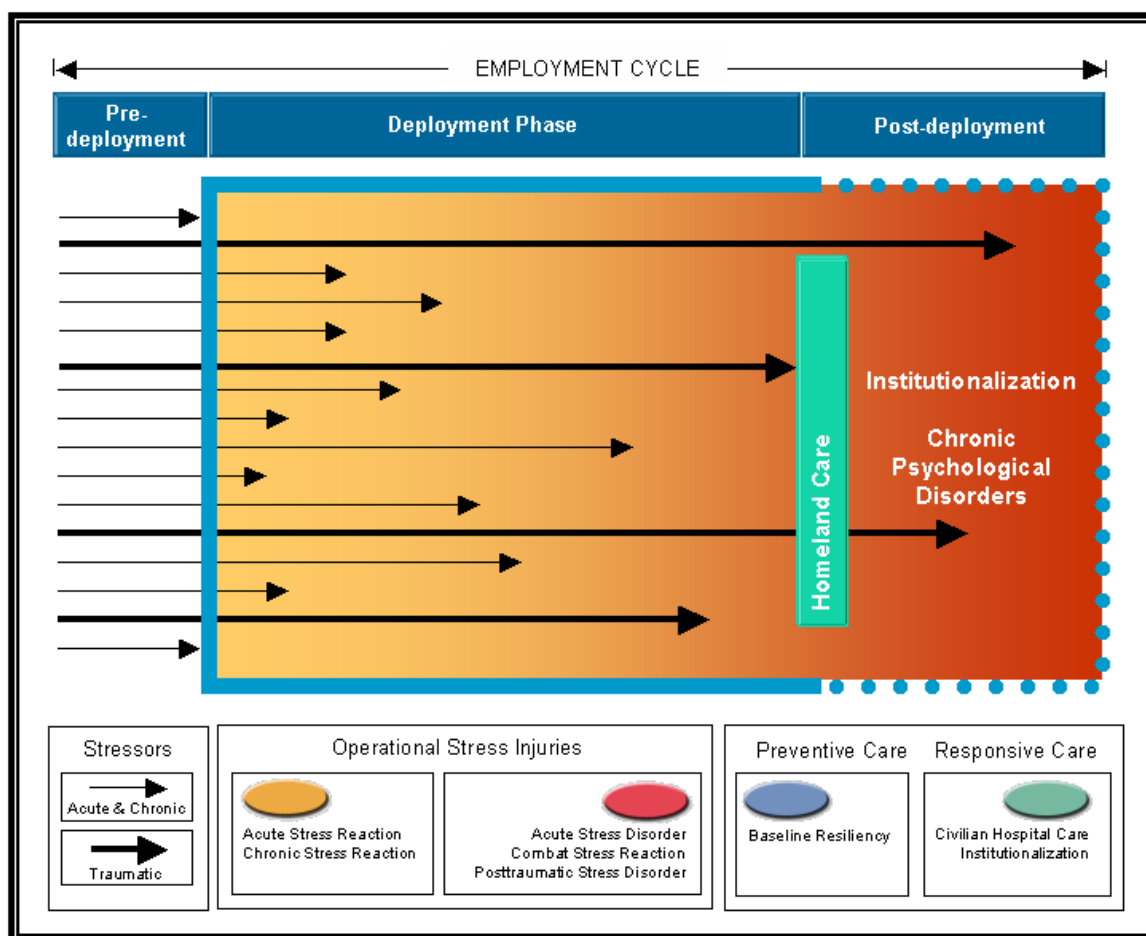 EMPLOYMENT CYCLE
Pre-
deployment
Deployment Phase
Post-deployment
Homeland Care
Institutionalization
Chronic
Psychological
Disorders
Stressors
Acute & Chronic
Traumatic
Operational Stress Injuries
Acute Stress Reaction
Chronic Stress Reaction
Acute Stress Disorder
Combat Stress Reaction
Posttraumatic Stress Disorder
Preventive Care
Responsive Care
Baseline Resiliency
Civilian Hospital Care
Institutionalization